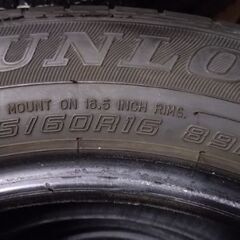 UNLO
MOUNT ON 16.5 INCH RIMS.
5/60R16 89